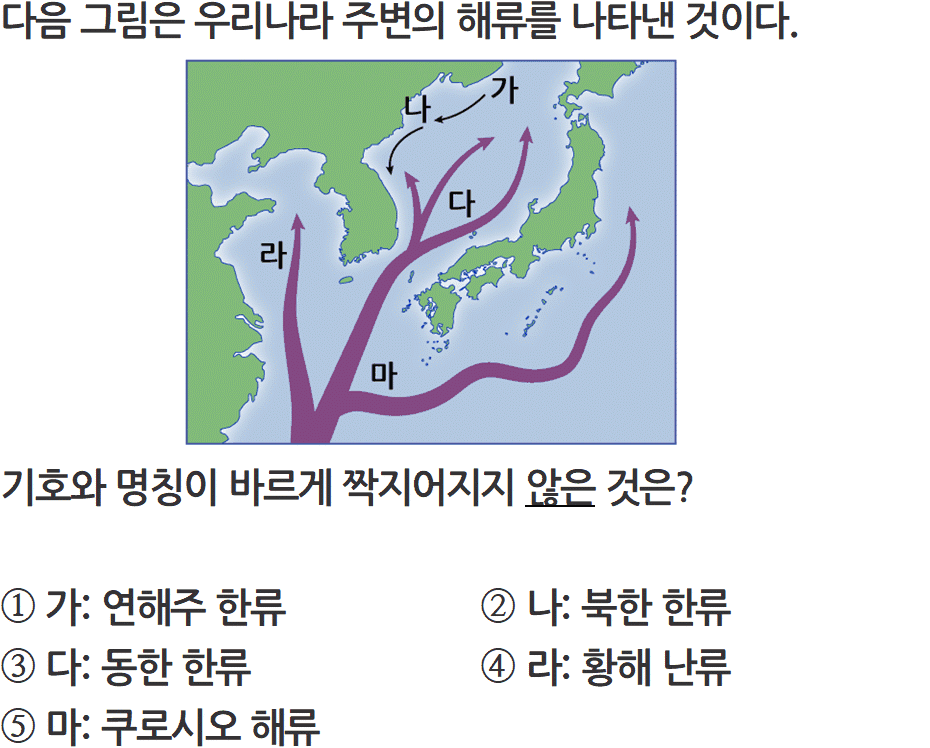 다음 그림은 우리나라 주변의 해류를 나타낸 것이다.
가
나
다
라
마
기호와 명칭이 바르게 짝지어지지 않은 것은?
① 가: 연해주 한류 ② 나: 북한 한류
③ 다: 동한 한류 ④ 라: 황해 난류
⑤ 마: 쿠로시오 해류